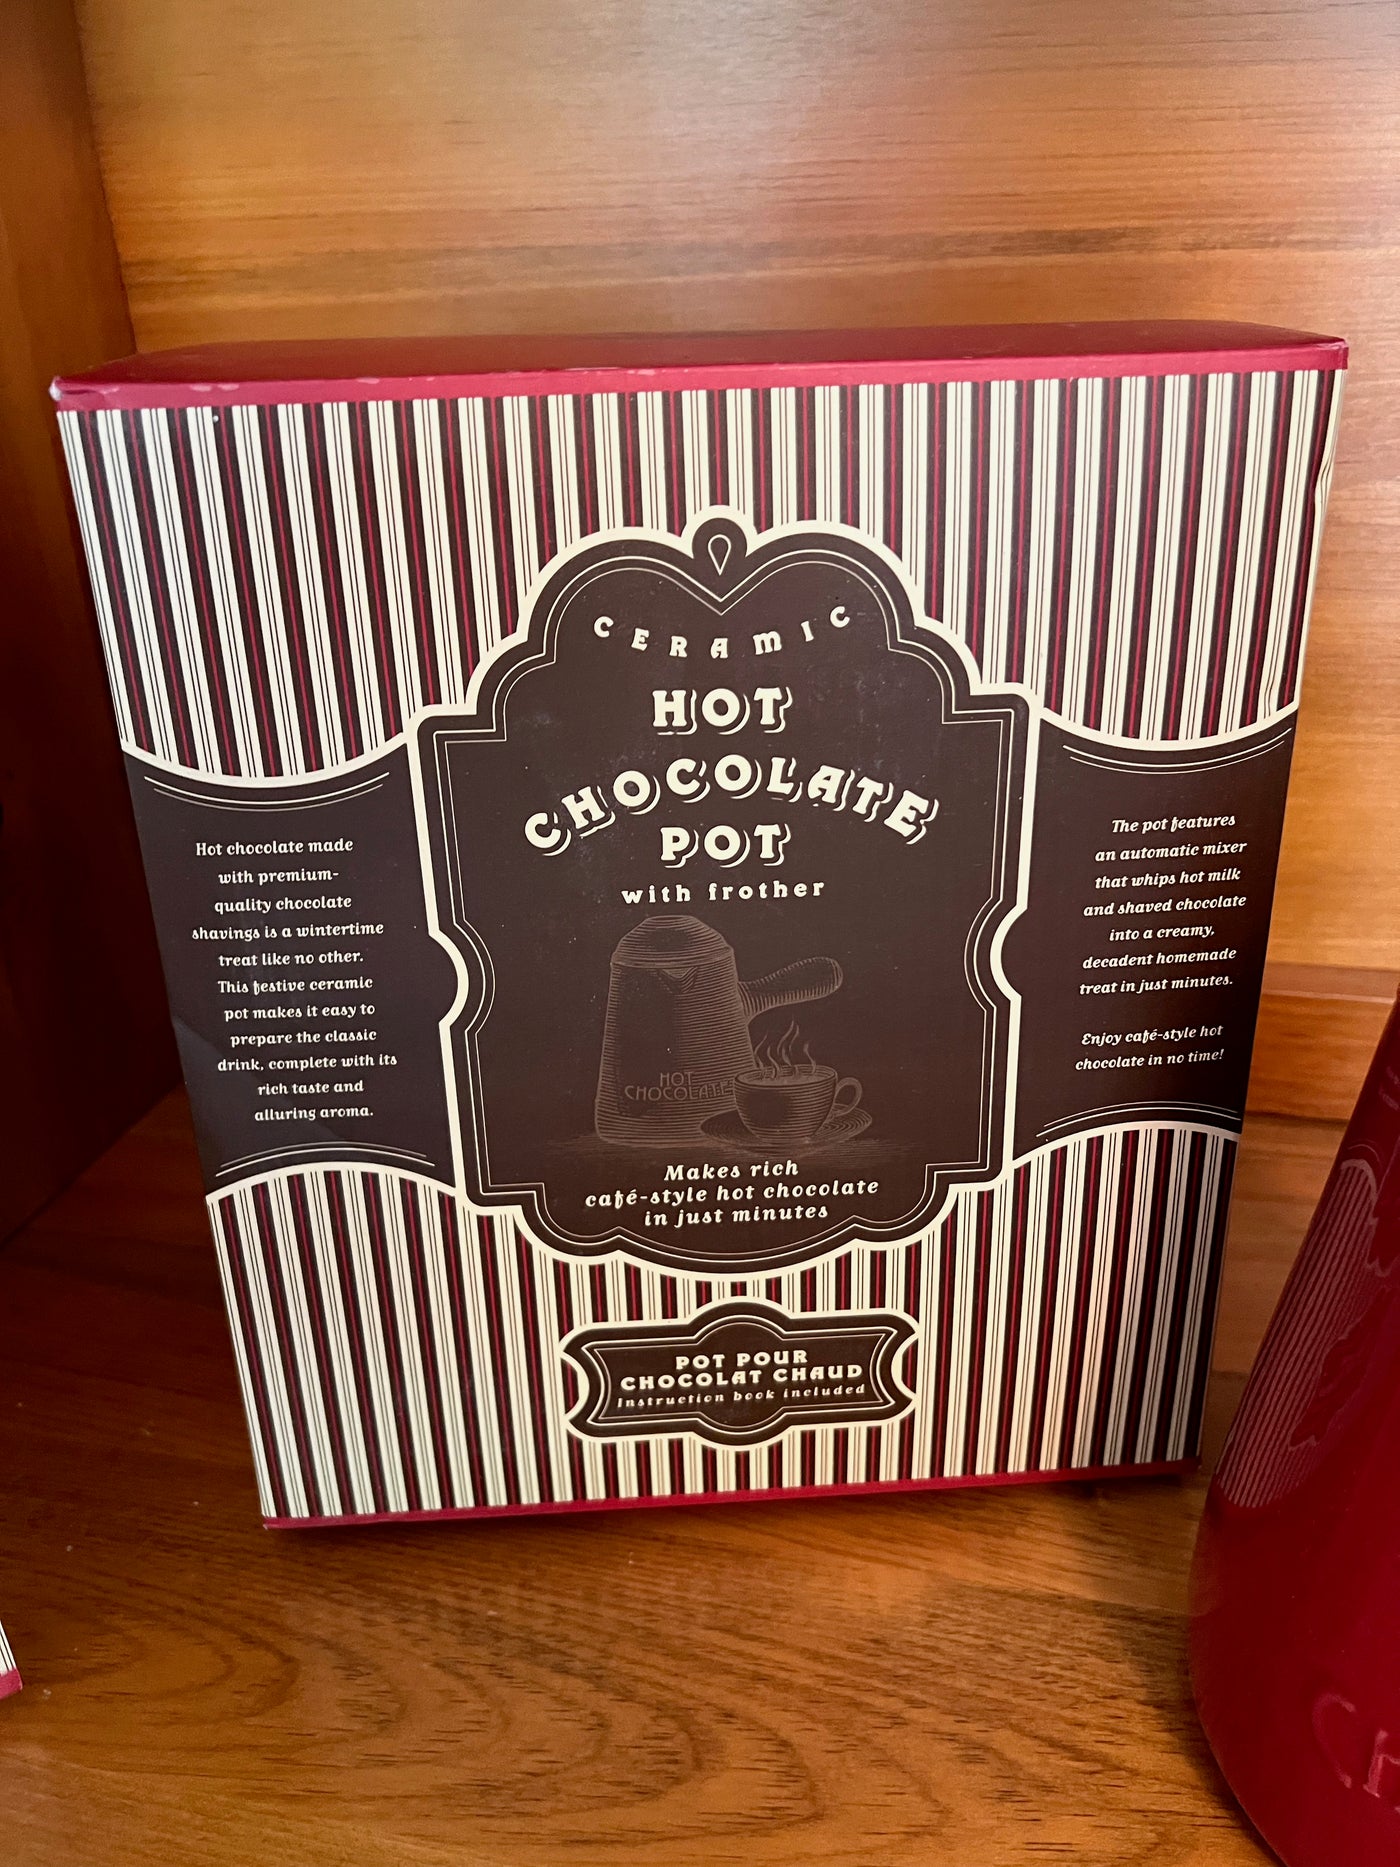 CERAMIC
HOT
CHOCOLATE
POT
with frother
HOT
CHOCOLATE
Makes rich
café-style hot chocolate
in just minutes
Hot chocolate made
with premium-
quality chocolate
shavings is a wintertime
treat like no other.
This festive ceramic
pot makes it easy to
prepare the classic
drink, complete with its
rich taste and
alluring aroma.
The pot features
an automatic mixer
that whips hot milk
and shaved chocolate
into a creamy,
decadent homemade
treat in just minutes.
Enjoy café-style hot
chocolate in no time!
POT POUR
CHOCOLAT CHAUD
Instruction book included